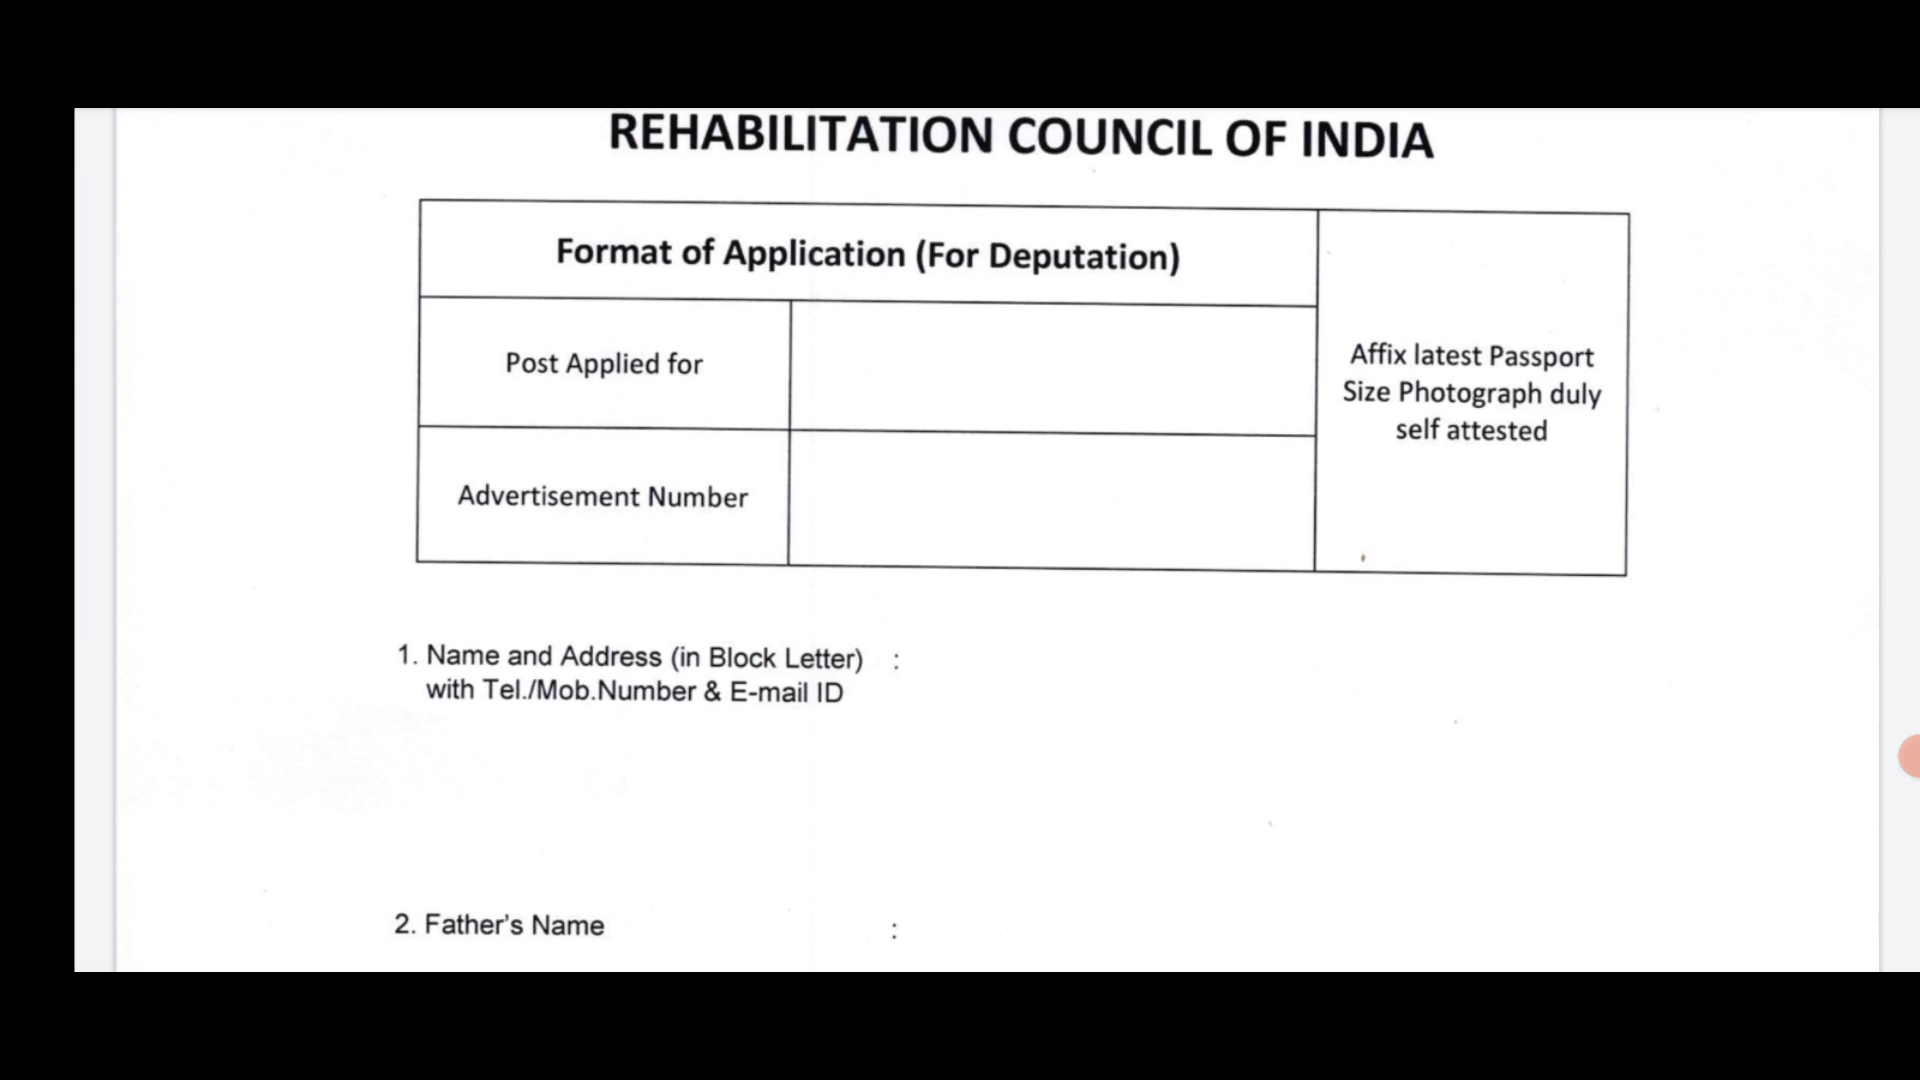 REHABILITATION COUNCIL OF INDIA
Format of Application (For Deputation)
Post Applied for
Advertisement Number
Affix latest Passport
Size Photograph duly
self attested
1. Name and Address (in Block Letter) :
with Tel./Mob.Number & E-mail ID
2. Father's Name :